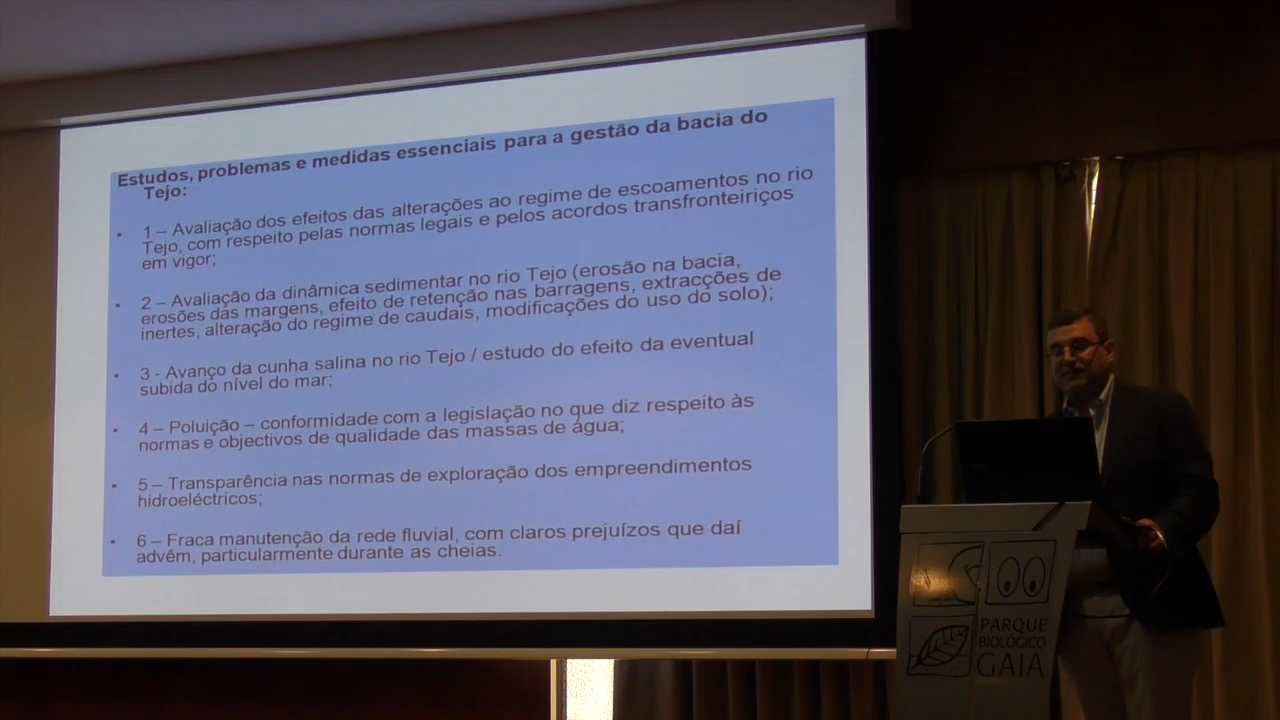 Estudos, problemas e medidas essenciais para a gestão da bacia do
Tejo:
• 1 – Avaliação dos efeitos das alterações ao regime de escoamentos no rio
Tejo, com respeito pelas normas legais e pelos acordos transfronteiriços
em vigor;
• 2 – Avaliação da dinâmica sedimentar no rio Tejo (erosão na bacia,
erosões das margens, efeito de retenção nas barragens, extracções de
inertes, alteração do regime de caudais, modificações do uso do solo);
• 3 - Avanço da cunha salina no rio Tejo / estudo do efeito da eventual
subida do nível do mar;
• 4 – Poluição – conformidade com a legislação no que diz respeito às
normas e objectivos de qualidade das massas de água;
• 5 – Transparência nas normas de exploração dos empreendimentos
hidroeléctricos;
• 6 – Fraca manutenção da rede fluvial, com claros prejuízos que daí
advêm, particularmente durante as cheias.
PARQUE
BIOLÓGICO
GAIA